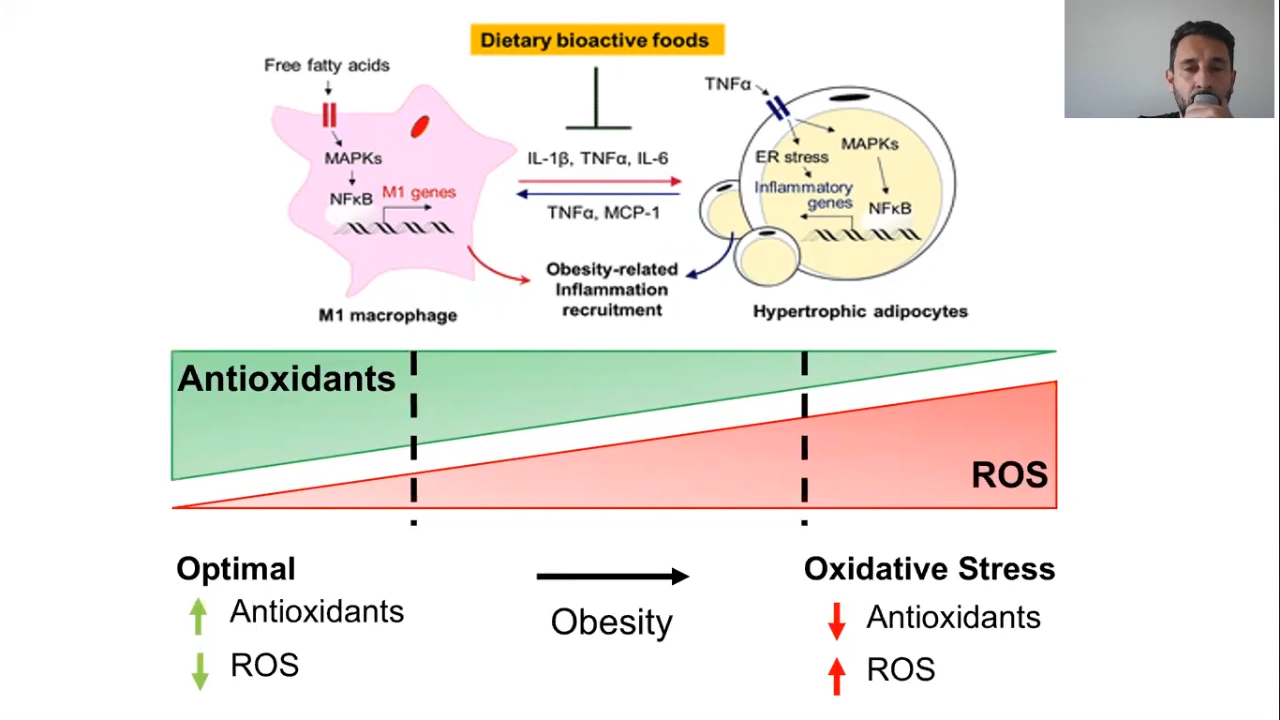 Dietary bioactive foods
Free fatty acids
MAPKs
NFκB
M1 genes
M1 macrophage
IL-1β, TNFα, IL-6
TNFα, MCP-1
Obesity-related
Inflammation
recruitment
TNFα
ER stress
MAPKs
Inflammatory
genes
NFκB
Hypertrophic adipocytes
Antioxidants
ROS
Optimal
Antioxidants
ROS
Obesity
Oxidative Stress
Antioxidants
ROS